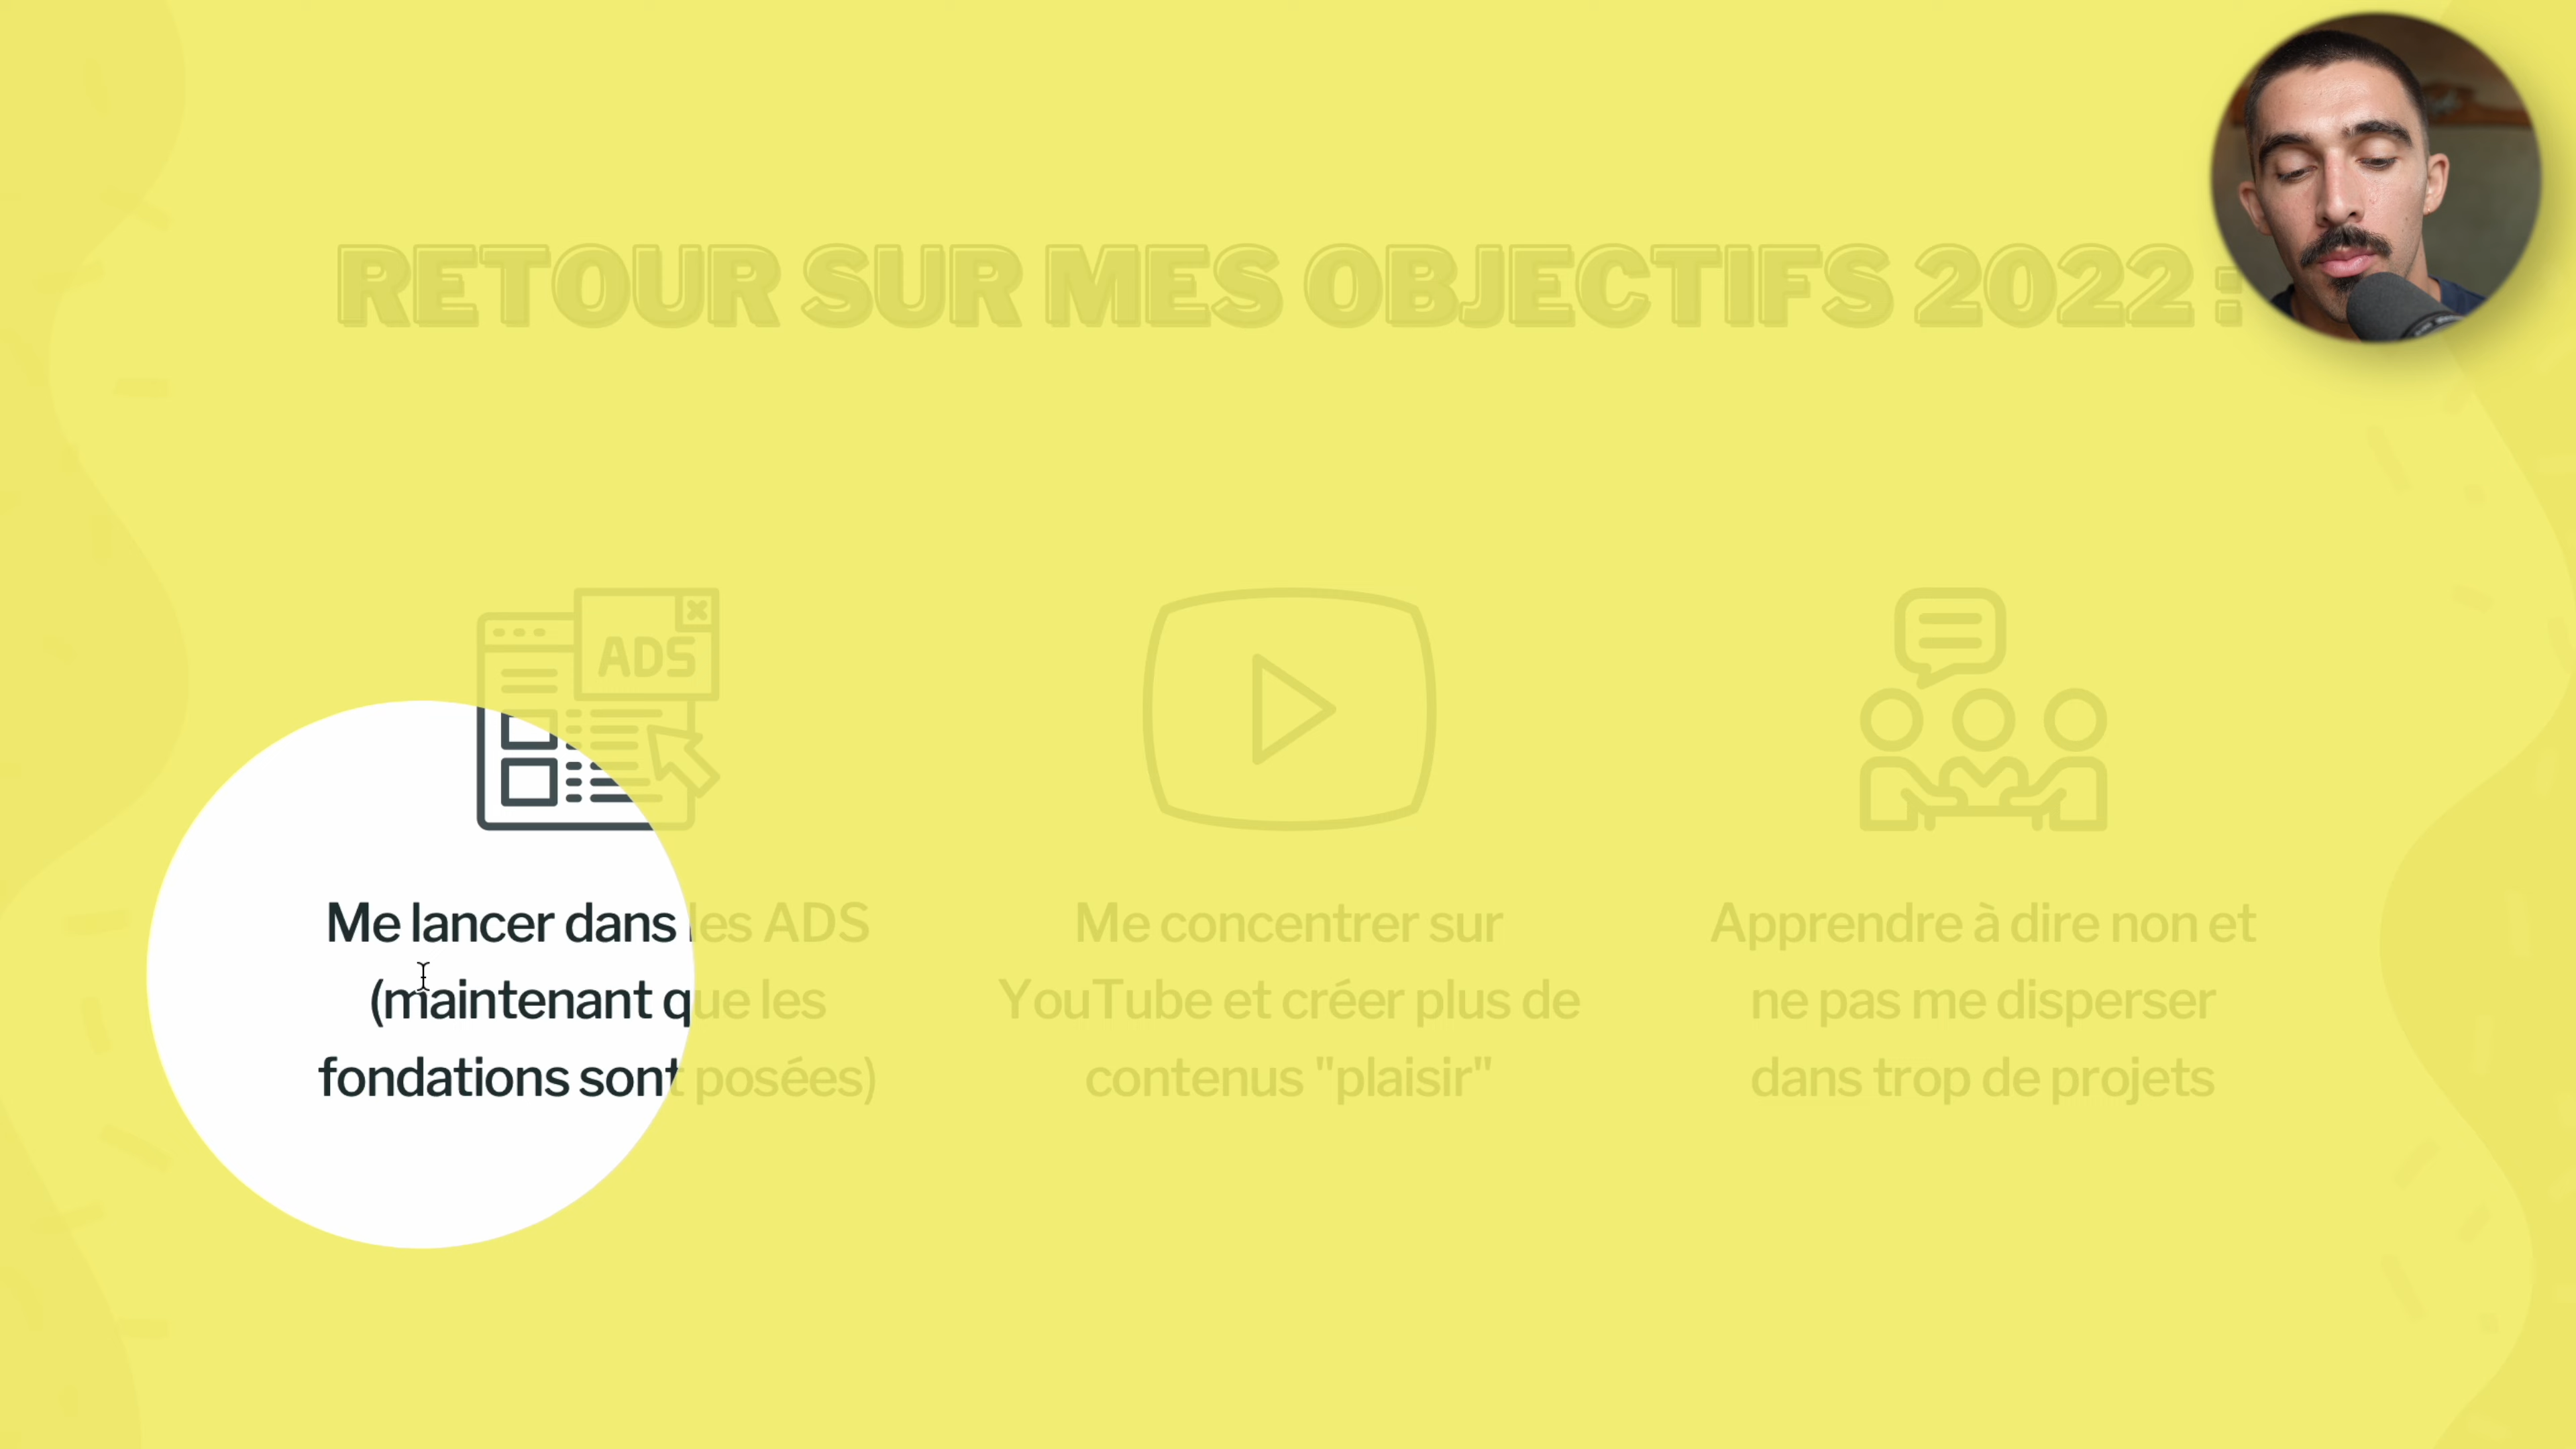 RETOUR SUR MES OBJECTIFS 2022 :
ADS
Me lancer dans les ADS
(maintenant que les
fondations sont posées)
Me concentrer sur
YouTube et créer plus de
contenus "plaisir"
Apprendre à dire non et
ne pas me disperser
dans trop de projets